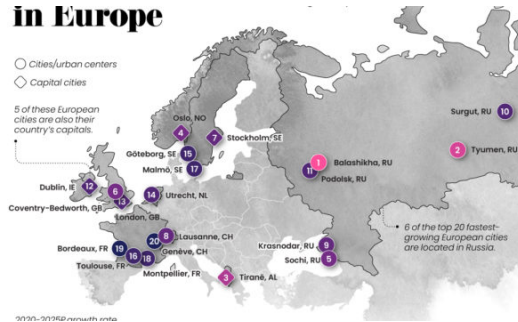 in Europe
Cities/urban centers
Capital cities
5 of these European
cities are also their
country's capitals.
Oslo, NO
4
7
Stockholm, SE
Göteborg, SE
15
Malmö, SE
17
Dublin, IE
12
6
13
Coventry-Bedworth, GB
London, GB
14
Utrecht, NL
8
Lausanne, CH
20
Bordeaux, FR
19
16
18
Genève, CH
Toulouse, FR
Montpellier, FR
3
Tiranë, AL
Surgut, RU
10
2
Tyumen, RU
1
Balashikha, RU
11
Podolsk, RU
Krasnodar, RU
9
Sochi, RU
5
6 of the top 20 fastest-
growing European cities
are located in Russia.
2020-2025P growth rate